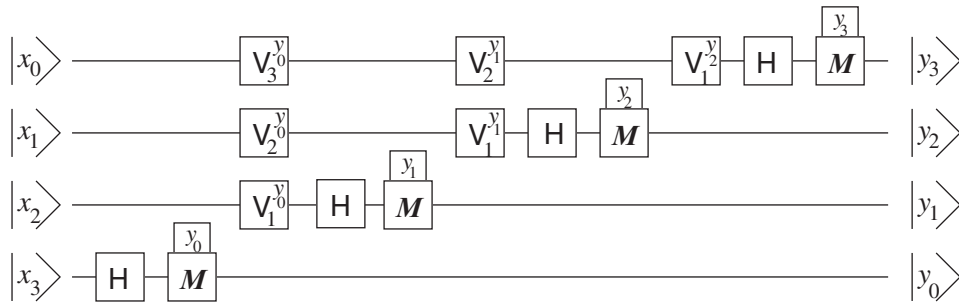 y₃
|x₀⟩ V₃^y₀ V₂^y₁ V₁^y₂ H M |y₃⟩
y₂
|x₁⟩ V₂^y₀ V₁^y₁ H M |y₂⟩
y₁
|x₂⟩ V₁^y₀ H M |y₁⟩
y₀
|x₃⟩ H M |y₀⟩